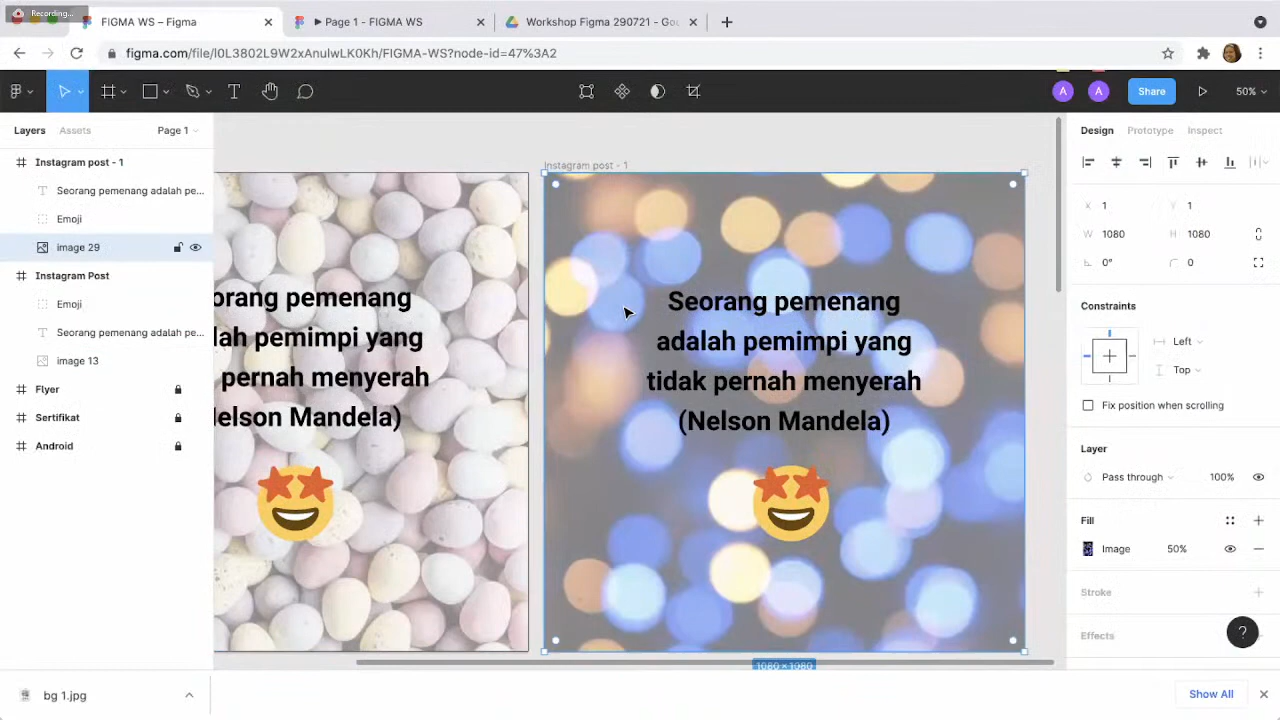 Recording...
FIGMA WS – Figma
Page 1 - FIGMA WS
Workshop Figma 290721 - Goo
figma.com/file/l0L3802L9W2xAnuIwLK0Kh/FIGMA-WS?node-id=47%3A2
A
A
Share
50%
Layers
Assets
Page 1
Instagram post - 1
Seorang pemenang adalah pe...
Emoji
image 29
Instagram Post
Emoji
Seorang pemenang adalah pe...
image 13
Flyer
Sertifikat
Android
orang pemenang
lah pemimpi yang
pernah menyerah
Nelson Mandela)
Instagram post - 1
Seorang pemenang
adalah pemimpi yang
tidak pernah menyerah
(Nelson Mandela)
1080 × 1080
Design
Prototype
Inspect
X 1
Y 1
W 1080
H 1080
0°
0
Constraints
Left
Top
Fix position when scrolling
Layer
Pass through
100%
Fill
Image
50%
Stroke
Effects
?
bg 1.jpg
Show All